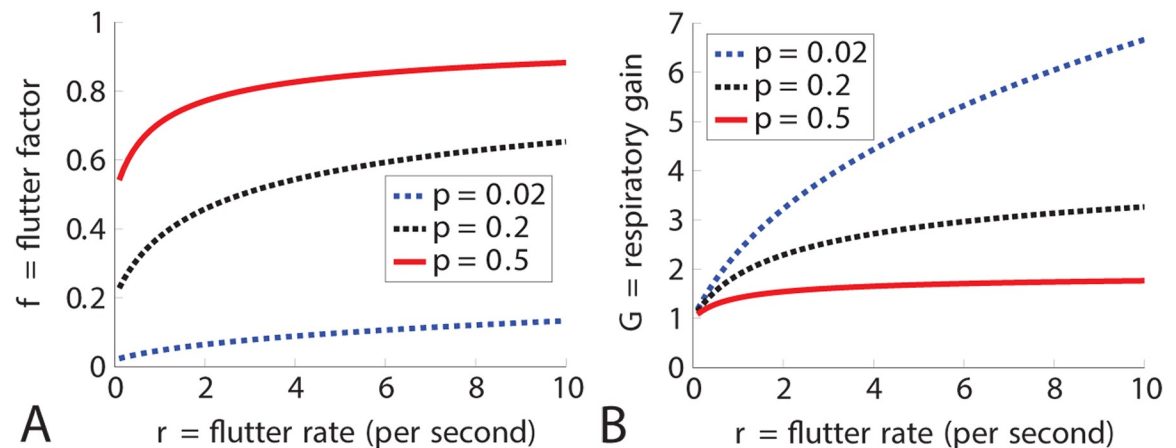 f = flutter factor
1
0.8
0.6
0.4
0.2
0
p = 0.02
p = 0.2
p = 0.5
0 2 4 6 8 10
r = flutter rate (per second)
A
G = respiratory gain
7
6
5
4
3
2
1
0
p = 0.02
p = 0.2
p = 0.5
0 2 4 6 8 10
r = flutter rate (per second)
B